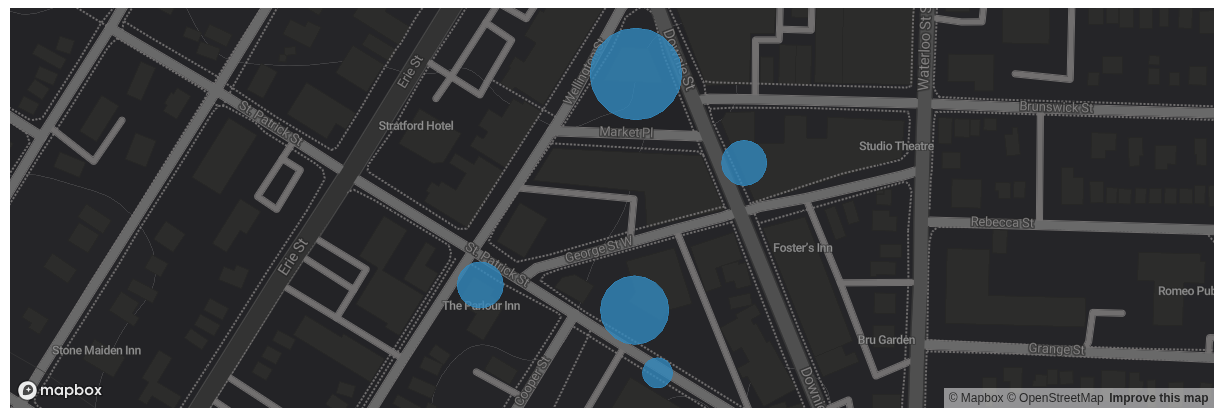 Erie St
Wellington St
Downie St
Waterloo St S
St. Patrick St
Stratford Hotel
Market Pl
Brunswick St
Studio Theatre
Rebecca St
Erie St
St. Patrick St
George St W
Foster's Inn
The Parlour Inn
Romeo Pub
Stone Maiden Inn
Bru Garden
Grange St
Cooper St
Downi
mapbox
© Mapbox © OpenStreetMap Improve this map